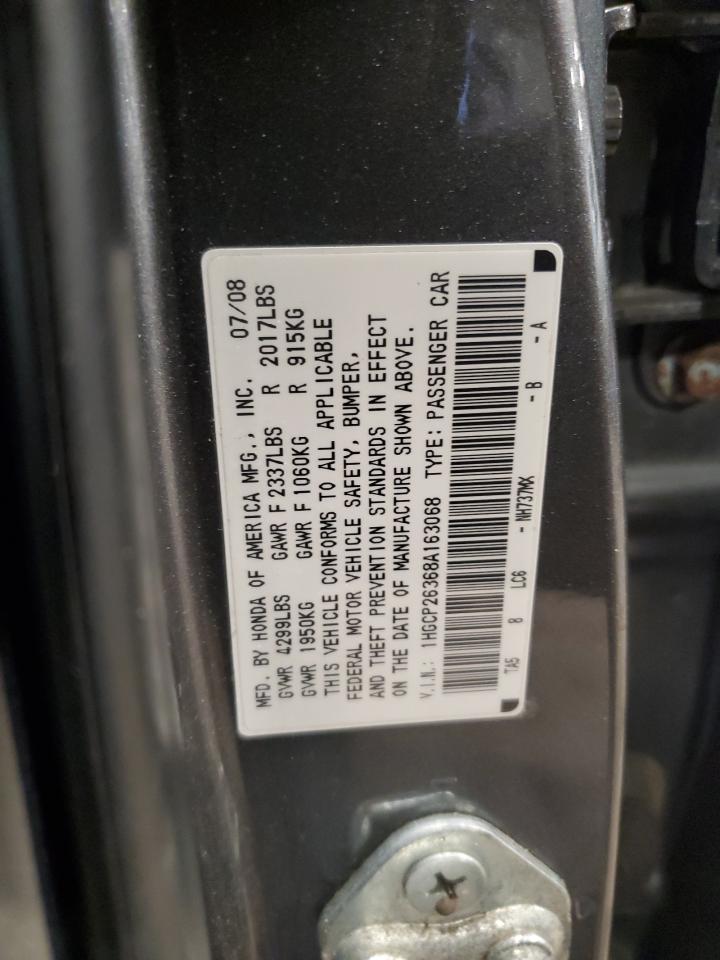 MFD. BY HONDA OF AMERICA MFG., INC. 07/08
GVWR 4299LBS GAWR F 2337LBS R 2017LBS
GVWR 1950KG GAWR F 1060KG R 915KG
THIS VEHICLE CONFORMS TO ALL APPLICABLE
FEDERAL MOTOR VEHICLE SAFETY, BUMPER,
AND THEFT PREVENTION STANDARDS IN EFFECT
ON THE DATE OF MANUFACTURE SHOWN ABOVE.
V.I.N.: 1HGCP26368A163068 TYPE: PASSENGER CAR
TA5 8 LC6 - NH737MX - B - A